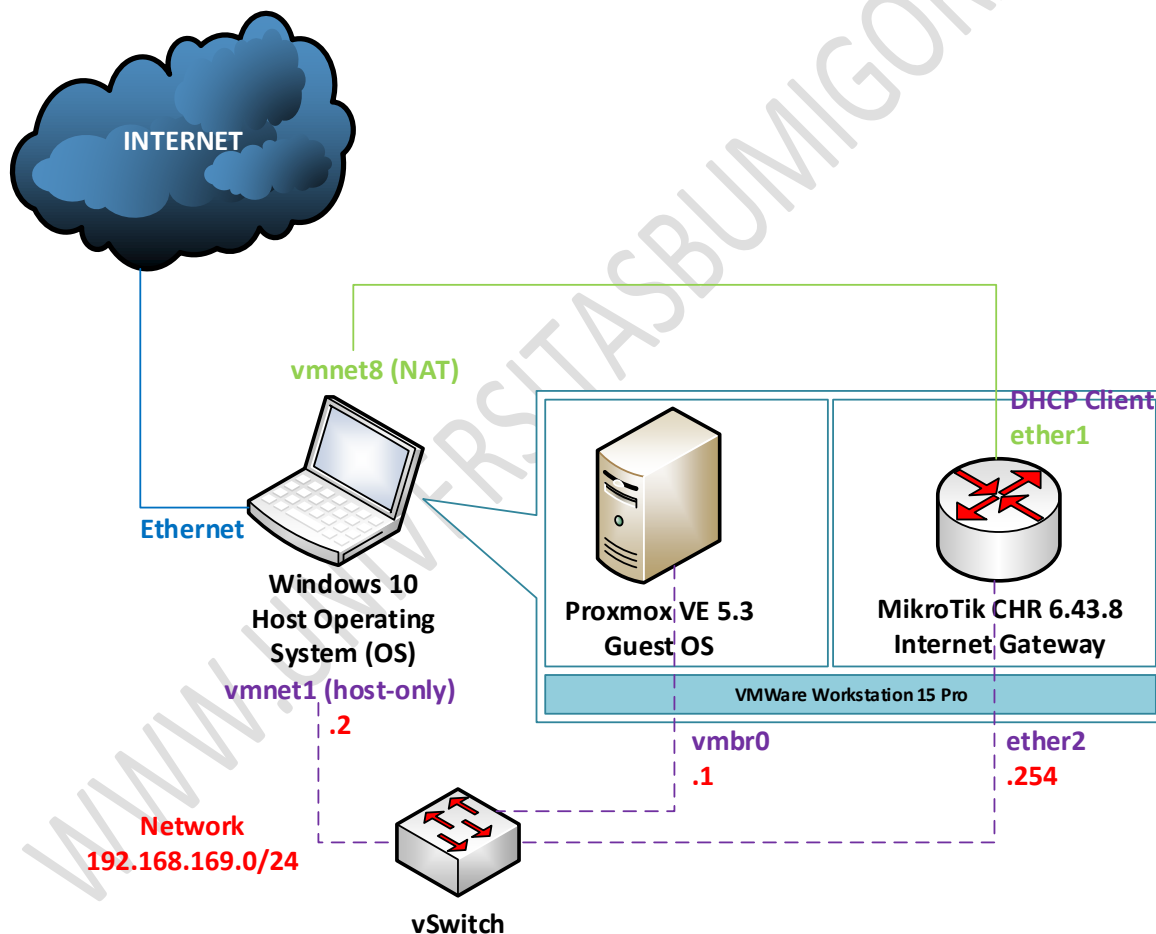 INTERNET
vmnet8 (NAT)
DHCP Client
ether1
Ethernet
Windows 10
Host Operating
System (OS)
vmnet1 (host-only)
.2
Proxmox VE 5.3
Guest OS
MikroTik CHR 6.43.8
Internet Gateway
VMWare Workstation 15 Pro
vmbr0
.1
ether2
.254
Network
192.168.169.0/24
vSwitch
WWW.UNIVERSITASBUMIGOR